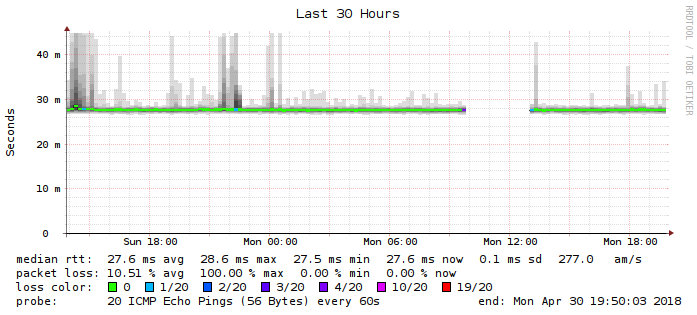 Last 30 Hours
RRDTOOL / TOBI OETIKER
Seconds
40 m
30 m
20 m
10 m
0
Sun 18:00 Mon 00:00 Mon 06:00 Mon 12:00 Mon 18:00
median rtt: 27.6 ms avg 28.6 ms max 27.5 ms min 27.6 ms now 0.1 ms sd 277.0 am/s
packet loss: 10.51 % avg 100.00 % max 0.00 % min 0.00 % now
loss color: 0 1/20 2/20 3/20 4/20 10/20 19/20
probe: 20 ICMP Echo Pings (56 Bytes) every 60s end: Mon Apr 30 19:50:03 2018